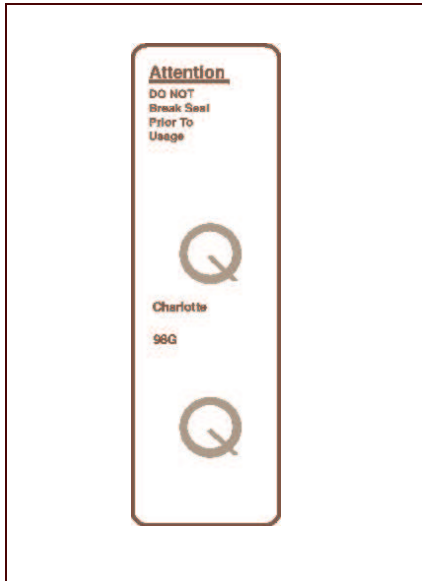 Attention
DO NOT
Break Seal
Prior To
Usage
Q
Charlotte
98G
Q